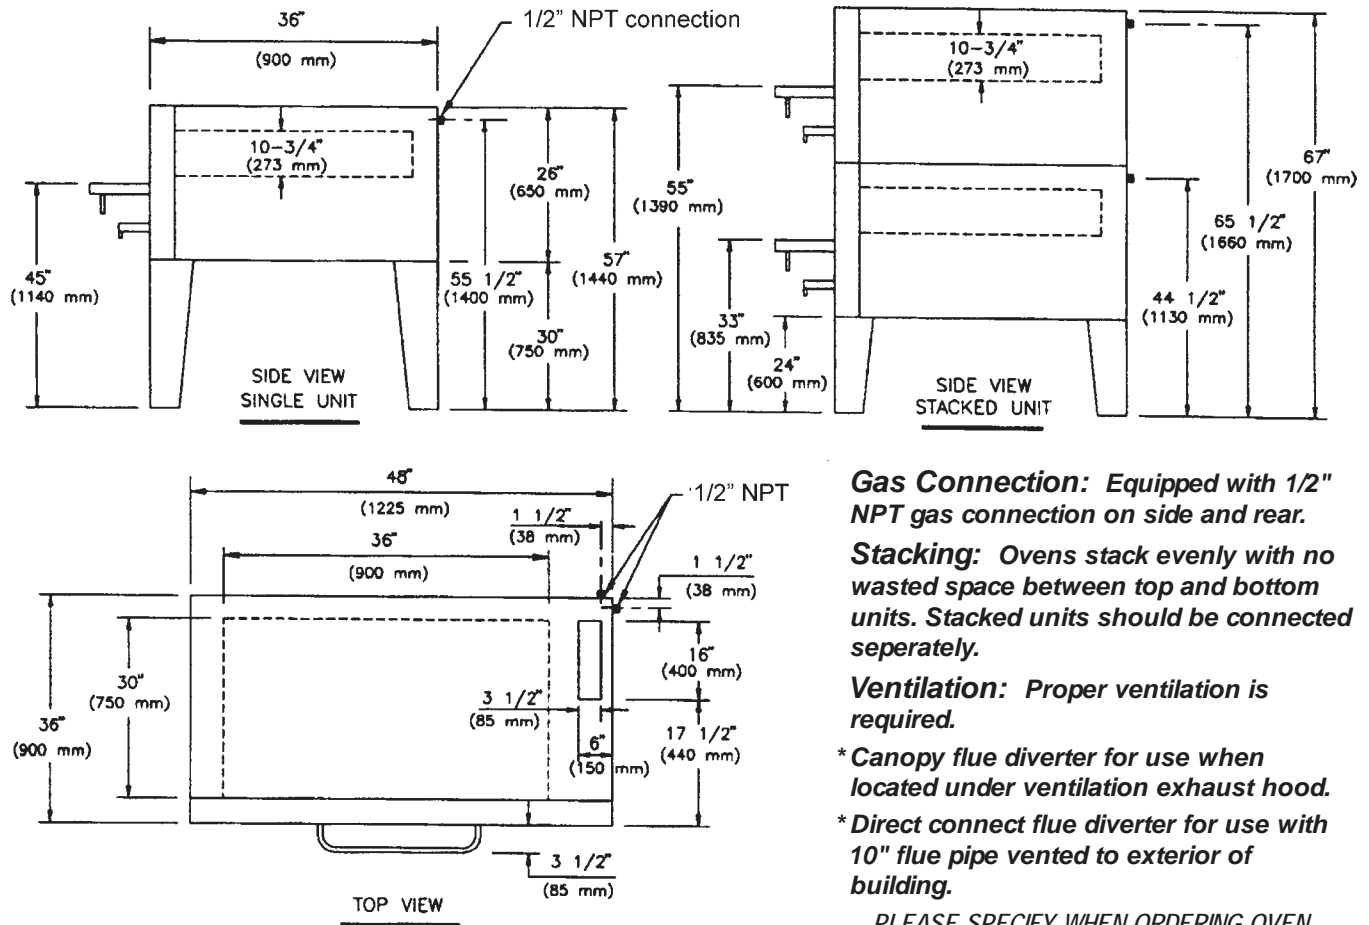 36"
(900 mm)
1/2” NPT connection
10-3/4"
(273 mm)
26"
(650 mm)
57"
(1440 mm)
55 1/2"
(1400 mm)
30"
(750 mm)
45"
(1140 mm)
SIDE VIEW
SINGLE UNIT
10-3/4"
(273 mm)
67"
(1700 mm)
55"
(1390 mm)
65 1/2"
(1660 mm)
44 1/2"
(1130 mm)
33"
(835 mm)
24"
(600 mm)
SIDE VIEW
STACKED UNIT
48"
(1225 mm)
1/2” NPT
1 1/2"
(38 mm)
36"
(900 mm)
1 1/2"
(38 mm)
30"
(750 mm)
36"
(900 mm)
16"
(400 mm)
3 1/2"
(85 mm)
6"
(150 mm)
17 1/2"
(440 mm)
3 1/2"
(85 mm)
TOP VIEW
Gas Connection: Equipped with 1/2"
NPT gas connection on side and rear.
Stacking: Ovens stack evenly with no
wasted space between top and bottom
units. Stacked units should be connected
seperately.
Ventilation: Proper ventilation is
required.
* Canopy flue diverter for use when
located under ventilation exhaust hood.
* Direct connect flue diverter for use with
10" flue pipe vented to exterior of
building.
PLEASE SPECIFY WHEN ORDERING OVEN